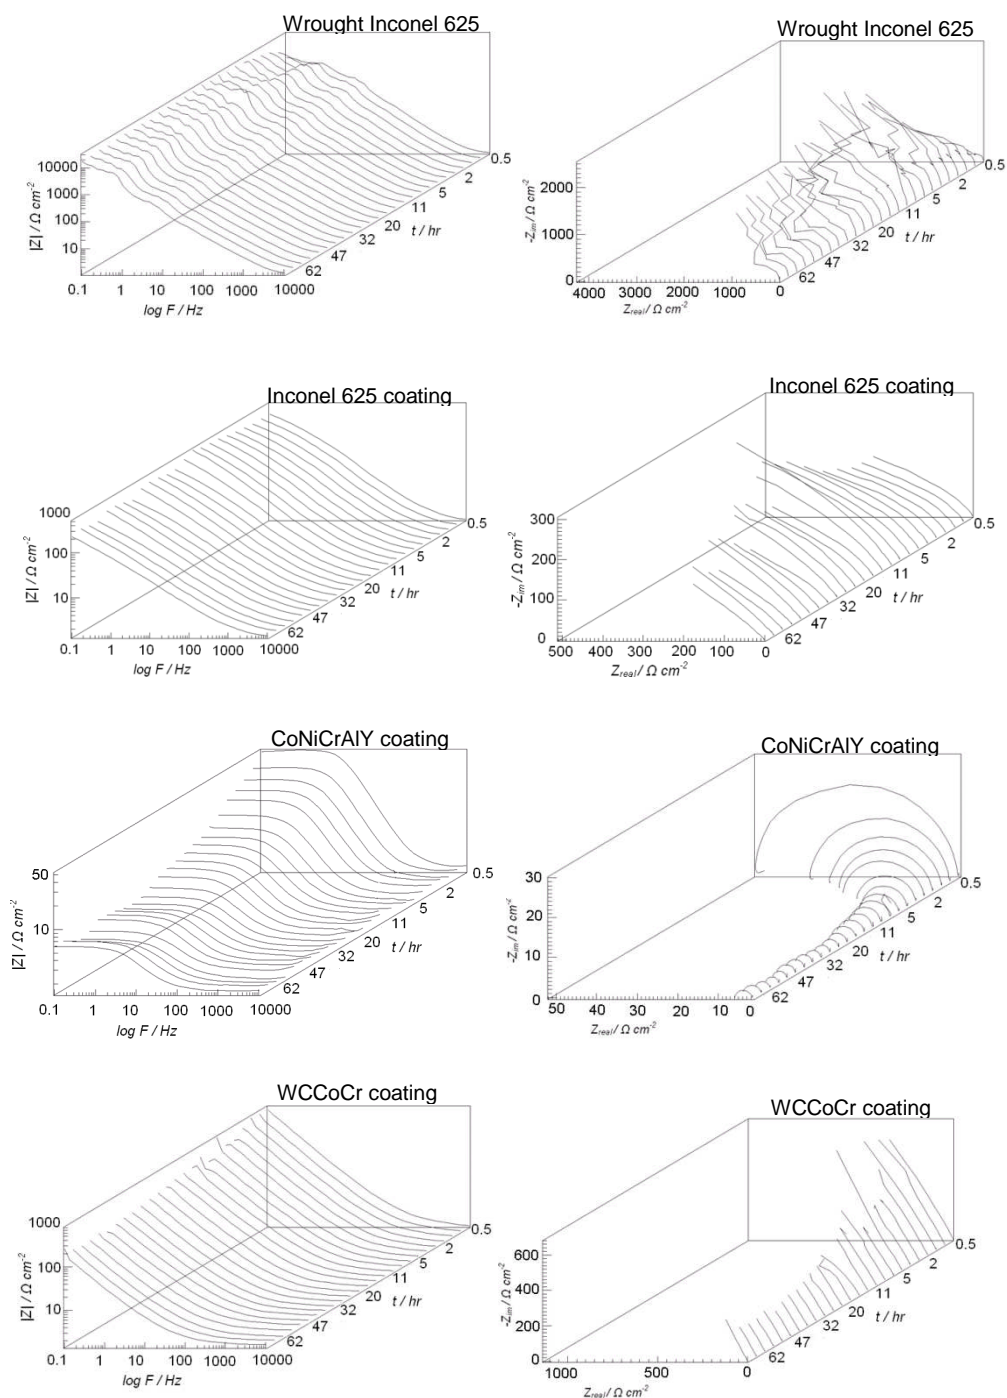 Wrought Inconel 625
10000
1000
100
10
|Z| / Ω cm⁻²
0.1 1 10 100 1000 10000
log F / Hz
62 47 32 20 11 5 2 0.5
t / hr
Wrought Inconel 625
2000
1000
0
-Zim / Ω cm⁻²
4000 3000 2000 1000 0
Zreal / Ω cm⁻²
62 47 32 20 11 5 2 0.5
t / hr
Inconel 625 coating
1000
100
10
|Z| / Ω cm⁻²
0.1 1 10 100 1000 10000
log F / Hz
62 47 32 20 11 5 2 0.5
t / hr
Inconel 625 coating
300
200
100
0
-Zim / Ω cm⁻²
500 400 300 200 100 0
Zreal / Ω cm⁻²
62 47 32 20 11 5 2 0.5
t / hr
CoNiCrAlY coating
50
10
|Z| / Ω cm⁻²
0.1 1 10 100 1000 10000
log F / Hz
62 47 32 20 11 5 2 0.5
t / hr
CoNiCrAlY coating
30
20
10
0
-Zim / Ω cm⁻²
50 40 30 20 10 0
Zreal / Ω cm⁻²
62 47 32 20 11 5 2 0.5
t / hr
WCCoCr coating
1000
100
10
|Z| / Ω cm⁻²
0.1 1 10 100 1000 10000
log F / Hz
62 47 32 20 11 5 2 0.5
t / hr
WCCoCr coating
600
400
200
0
-Zim / Ω cm⁻²
1000 500 0
Zreal / Ω cm⁻²
62 47 32 20 11 5 2 0.5
t / hr